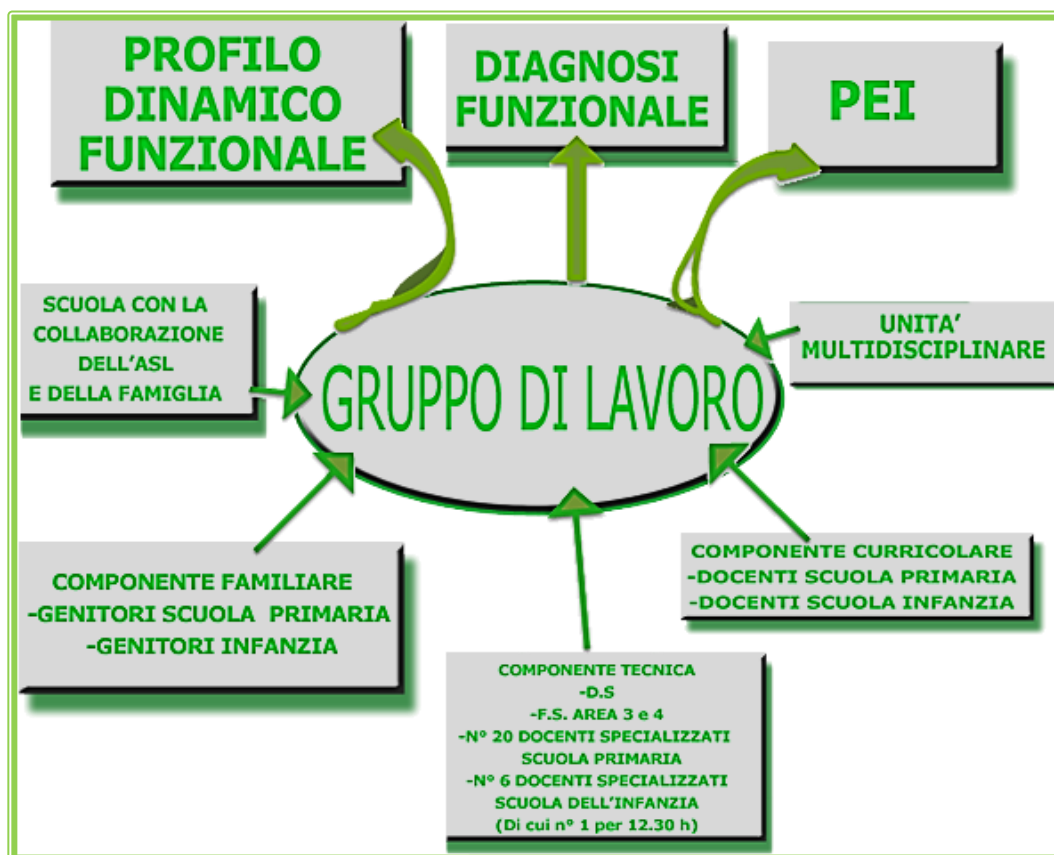 PROFILO
DINAMICO
FUNZIONALE
DIAGNOSI
FUNZIONALE
PEI
SCUOLA CON LA
COLLABORAZIONE
DELL'ASL
E DELLA FAMIGLIA
UNITA'
MULTIDISCIPLINARE
GRUPPO DI LAVORO
COMPONENTE FAMILIARE
-GENITORI SCUOLA PRIMARIA
-GENITORI INFANZIA
COMPONENTE TECNICA
-D.S
-F.S. AREA 3 e 4
-N° 20 DOCENTI SPECIALIZZATI
SCUOLA PRIMARIA
-N° 6 DOCENTI SPECIALIZZATI
SCUOLA DELL'INFANZIA
(Di cui n° 1 per 12.30 h)
COMPONENTE CURRICOLARE
-DOCENTI SCUOLA PRIMARIA
-DOCENTI SCUOLA INFANZIA